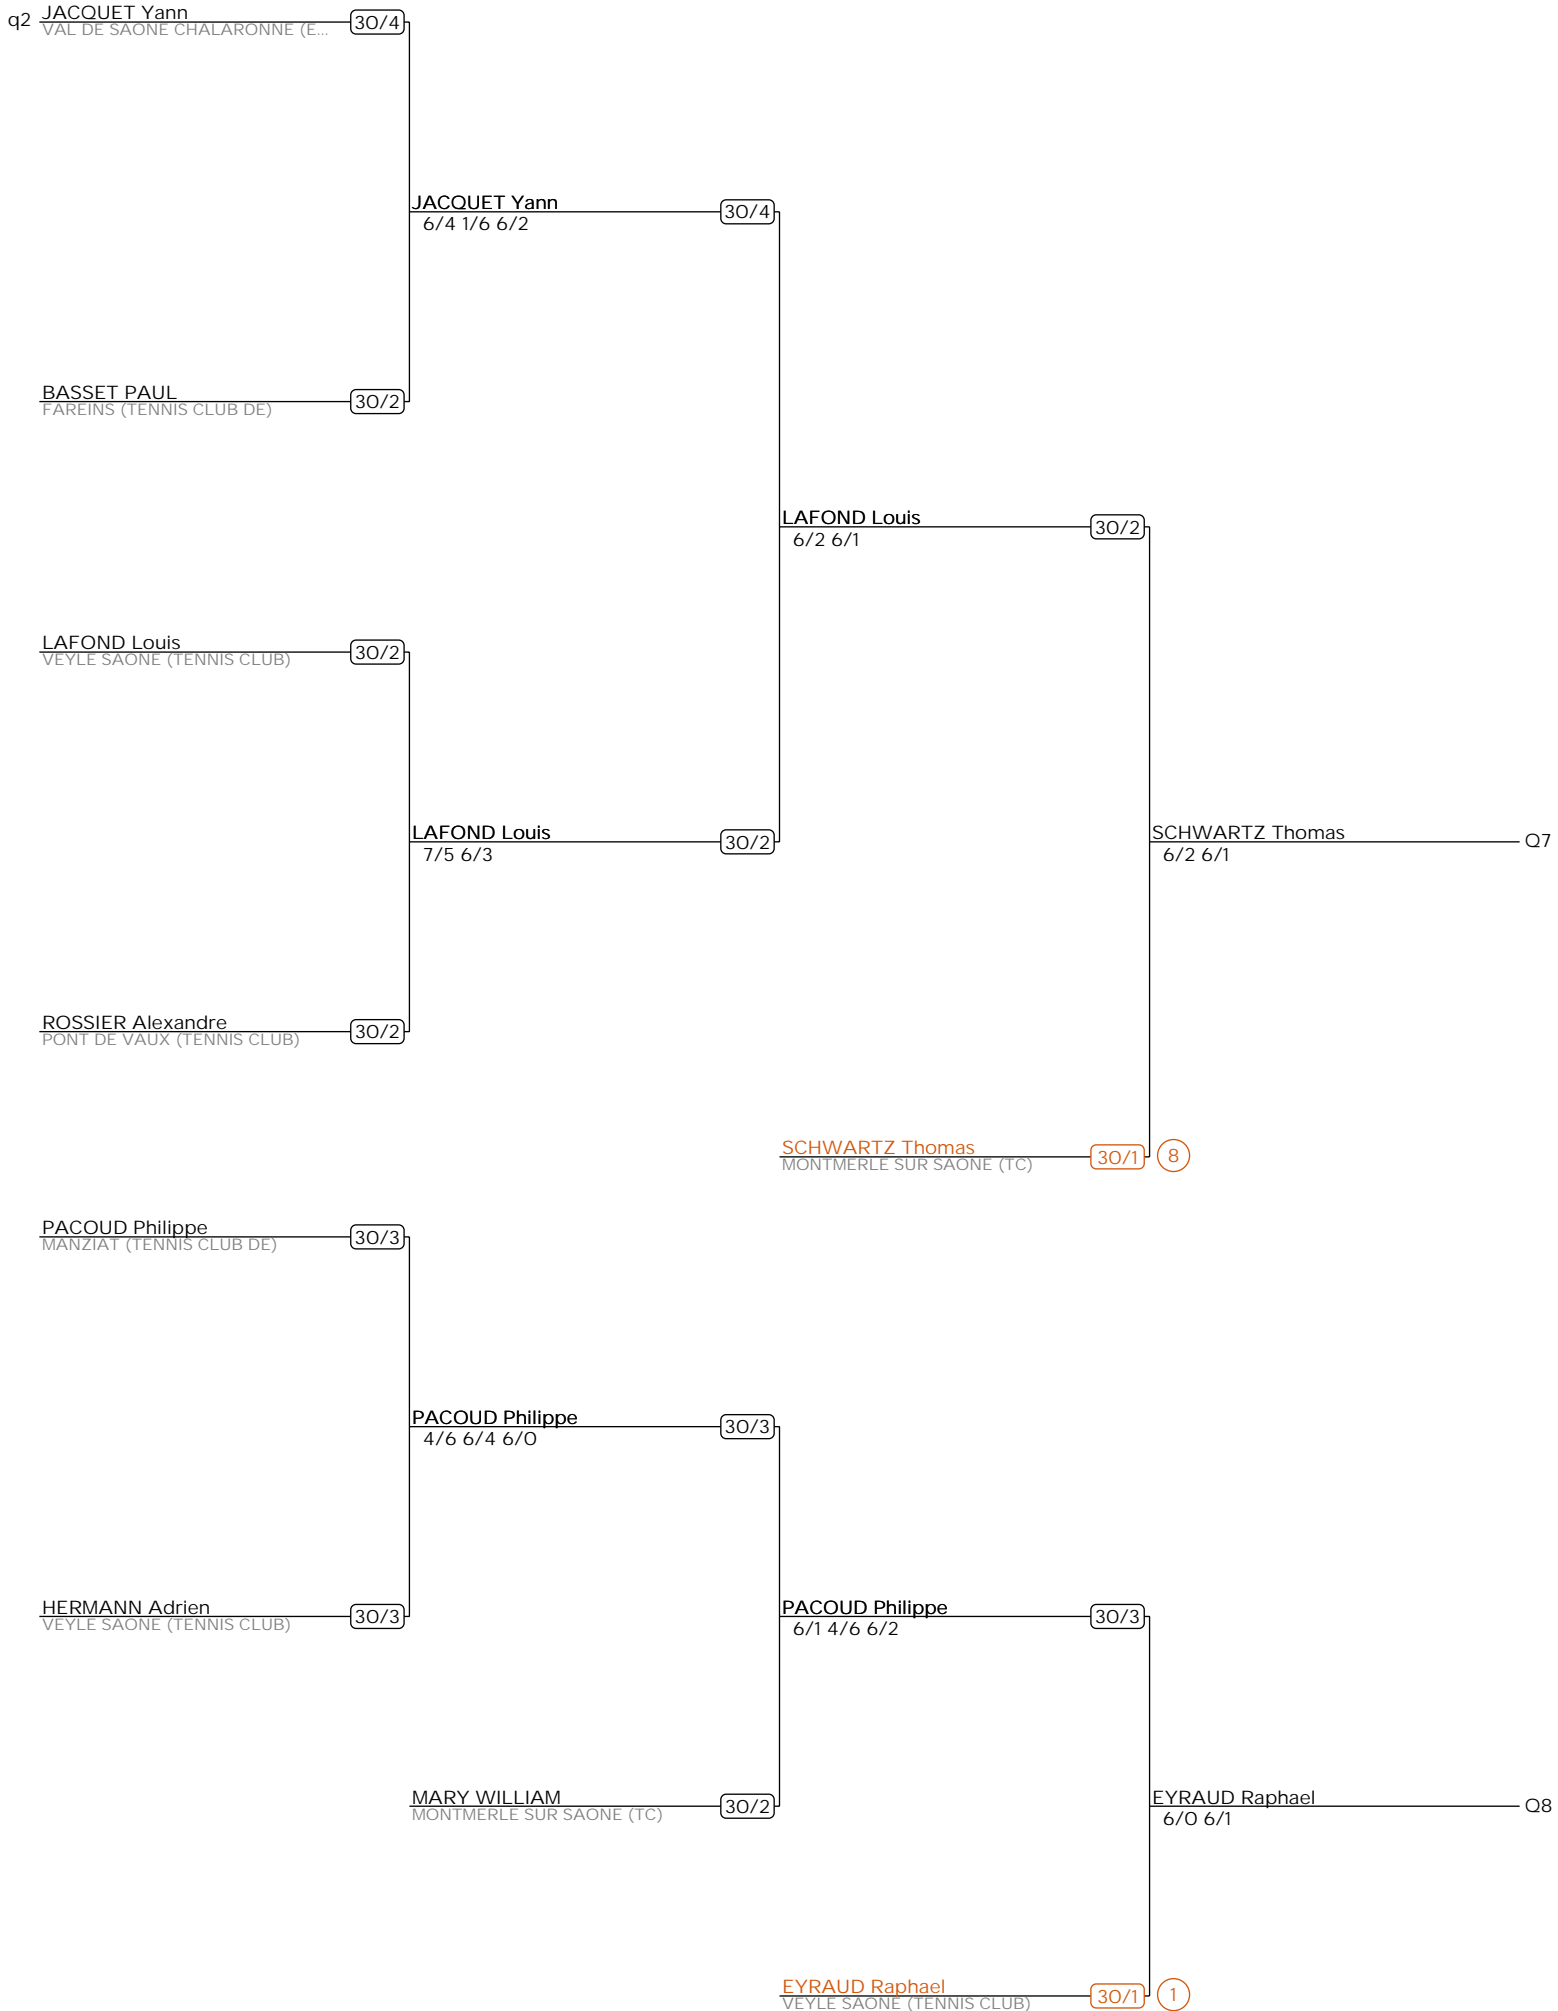 q2 JACQUET Yann 30/4
VAL DE SAONE CHALARONNE (E...
JACQUET Yann 30/4
6/4 1/6 6/2
BASSET PAUL 30/2
FAREINS (TENNIS CLUB DE)
LAFOND Louis 30/2
6/2 6/1
LAFOND Louis 30/2
VEYLE SAONE (TENNIS CLUB)
LAFOND Louis 30/2
7/5 6/3
SCHWARTZ Thomas Q7
6/2 6/1
ROSSIER Alexandre 30/2
PONT DE VAUX (TENNIS CLUB)
SCHWARTZ Thomas 30/1 8
MONTMERLE SUR SAONE (TC)
PACOUD Philippe 30/3
MANZIAT (TENNIS CLUB DE)
PACOUD Philippe 30/3
4/6 6/4 6/0
HERMANN Adrien 30/3
VEYLE SAONE (TENNIS CLUB)
PACOUD Philippe 30/3
6/1 4/6 6/2
MARY WILLIAM 30/2
MONTMERLE SUR SAONE (TC)
EYRAUD Raphael Q8
6/0 6/1
EYRAUD Raphael 30/1 1
VEYLE SAONE (TENNIS CLUB)